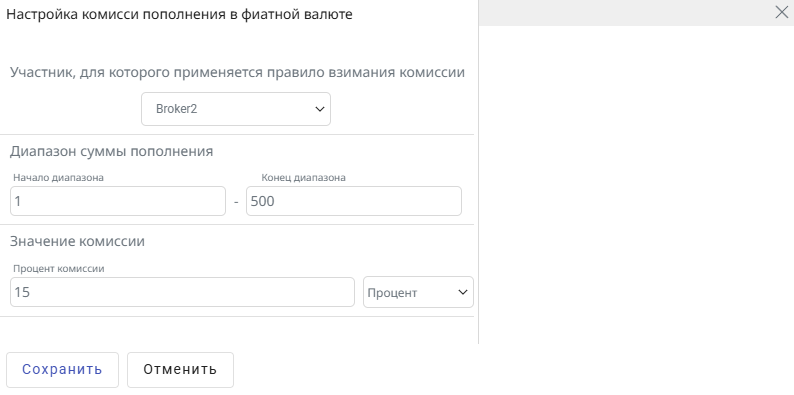 Настройка комисси пополнения в фиатной валюте
Участник, для которого применяется правило взимания комиссии
Broker2
Диапазон суммы пополнения
Начало диапазона Конец диапазона
1 - 500
Значение комиссии
Процент комиссии
15 Процент
Сохранить Отменить